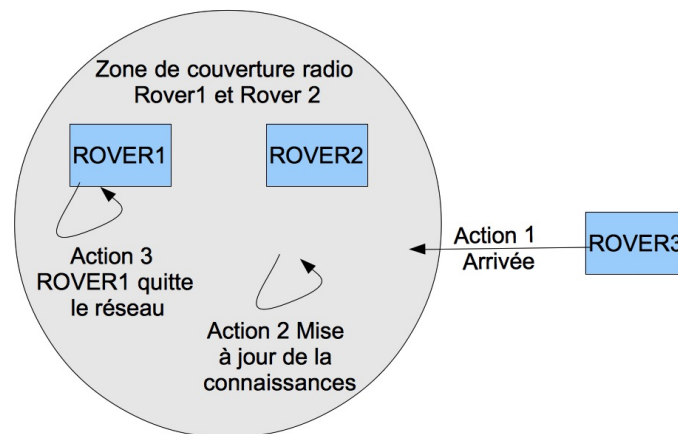 Zone de couverture radio
Rover1 et Rover 2
ROVER1
ROVER2
ROVER3
Action 1
Arrivée
Action 3
ROVER1 quitte
le réseau
Action 2 Mise
à jour de la
connaissances